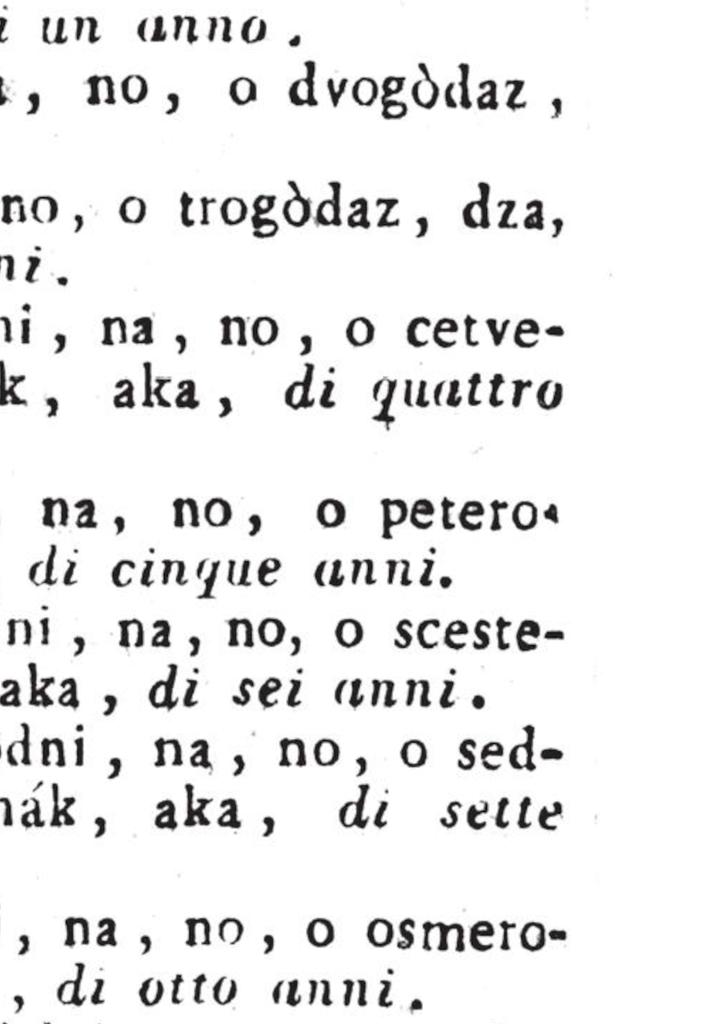 un anno.
, no, o dvogòdaz,
no, o trogòdaz, dza,
ni.
ni, na, no, o cetve-
k, aka, di quattro
na, no, o petero-
di cinque anni.
ni, na, no, o sceste-
aka, di sei anni.
dni, na, no, o sed-
nák, aka, di sette
, na, no, o osmero-
, di otto anni.